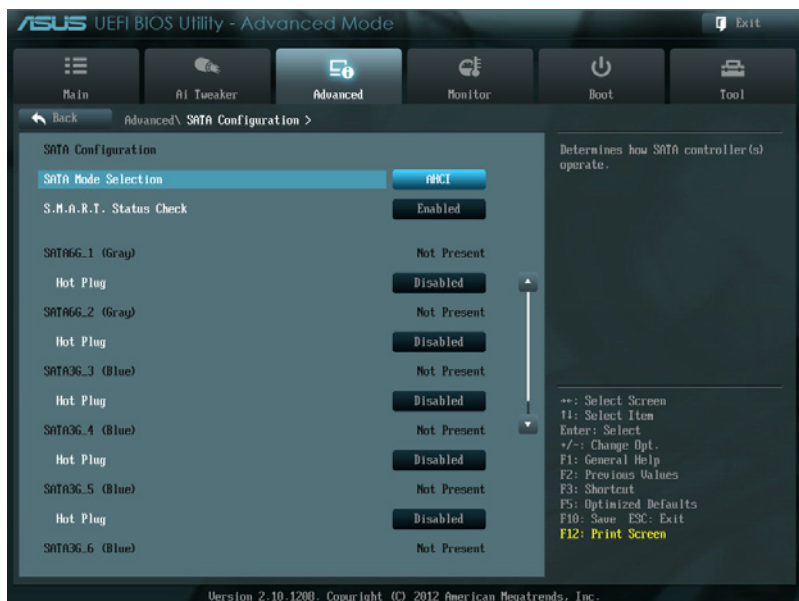 ASUS UEFI BIOS Utility - Advanced Mode
Exit
Main
Ai Tweaker
Advanced
Monitor
Boot
Tool
Back
Advanced\ SATA Configuration >
SATA Configuration
SATA Mode Selection AHCI
S.M.A.R.T. Status Check Enabled
SATA6G_1 (Gray) Not Present
Hot Plug Disabled
SATA6G_2 (Gray) Not Present
Hot Plug Disabled
SATA3G_3 (Blue) Not Present
Hot Plug Disabled
SATA3G_4 (Blue) Not Present
Hot Plug Disabled
SATA3G_5 (Blue) Not Present
Hot Plug Disabled
SATA3G_6 (Blue) Not Present
Determines how SATA controller(s)
operate.
→←: Select Screen
↑↓: Select Item
Enter: Select
+/-: Change Opt.
F1: General Help
F2: Previous Values
F3: Shortcut
F5: Optimized Defaults
F10: Save ESC: Exit
F12: Print Screen
Version 2.10.1208. Copyright (C) 2012 American Megatrends, Inc.